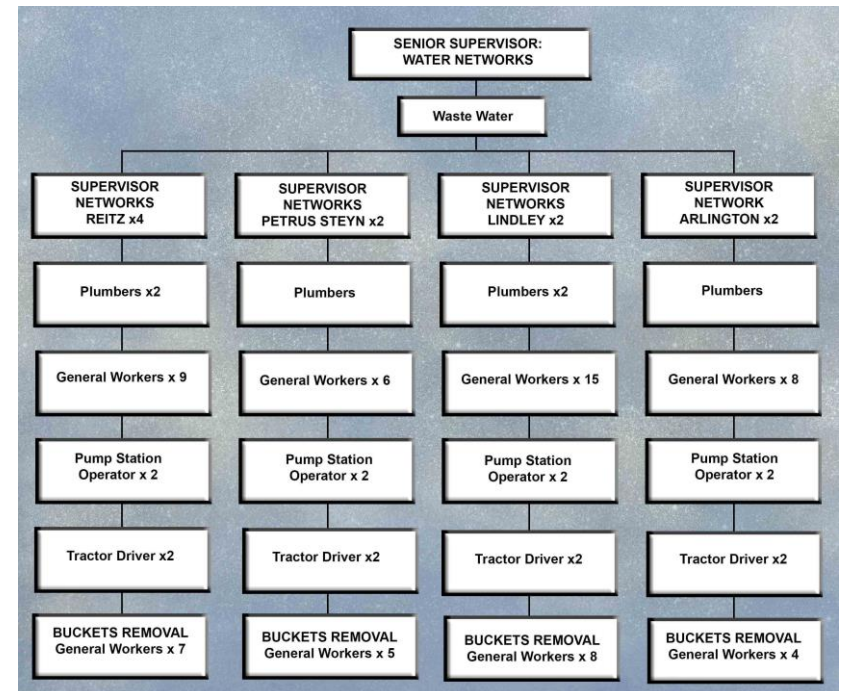 SENIOR SUPERVISOR:
WATER NETWORKS
Waste Water
SUPERVISOR
NETWORKS
REITZ x4
SUPERVISOR
NETWORKS
PETRUS STEYN x2
SUPERVISOR
NETWORKS
LINDLEY x2
SUPERVISOR
NETWORK
ARLINGTON x2
Plumbers x2
Plumbers
Plumbers x2
Plumbers
General Workers x 9
General Workers x 6
General Workers x 15
General Workers x 8
Pump Station
Operator x 2
Pump Station
Operator x 2
Pump Station
Operator x 2
Pump Station
Operator x 2
Tractor Driver x2
Tractor Driver x2
Tractor Driver x2
Tractor Driver x2
BUCKETS REMOVAL
General Workers x 7
BUCKETS REMOVAL
General Workers x 5
BUCKETS REMOVAL
General Workers x 8
BUCKETS REMOVAL
General Workers x 4